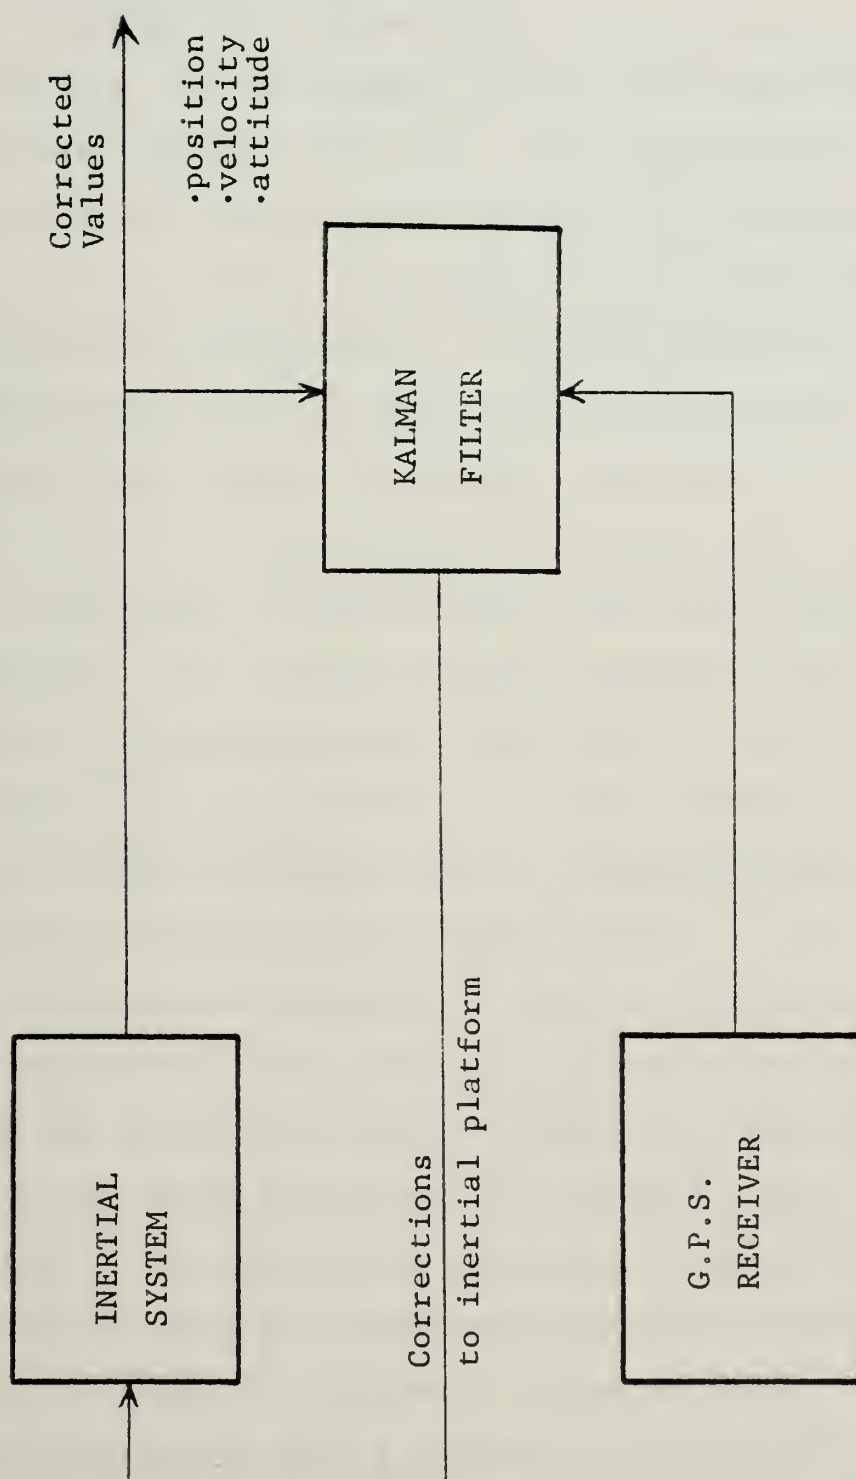 Corrected
Values
·position
·velocity
·attitude
INERTIAL
SYSTEM
KALMAN
FILTER
Corrections
to inertial platform
G.P.S.
RECEIVER